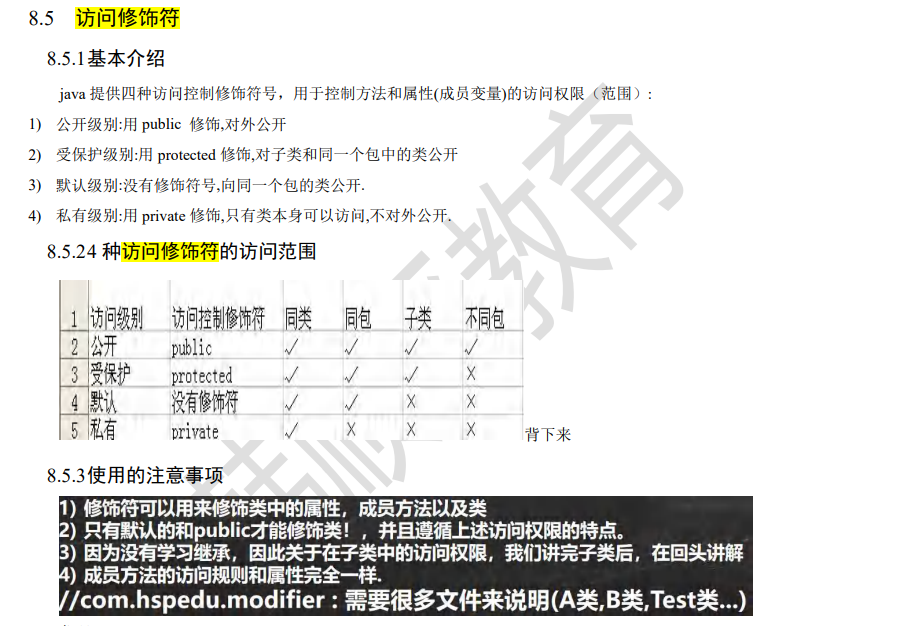 8.5 访问修饰符
8.5.1基本介绍
java 提供四种访问控制修饰符号，用于控制方法和属性(成员变量)的访问权限（范围）:
1) 公开级别:用 public 修饰,对外公开
2) 受保护级别:用 protected 修饰,对子类和同一个包中的类公开
3) 默认级别:没有修饰符号,向同一个包的类公开.
4) 私有级别:用 private 修饰,只有类本身可以访问,不对外公开.
8.5.24 种访问修饰符的访问范围
1 访问级别 访问控制修饰符 同类 同包 子类 不同包
2 公开 public √ √ √ √
3 受保护 protected √ √ √ ×
4 默认 没有修饰符 √ √ × ×
5 私有 private √ × × ×
背下来
8.5.3使用的注意事项
1) 修饰符可以用来修饰类中的属性，成员方法以及类
2) 只有默认的和public才能修饰类！，并且遵循上述访问权限的特点。
3) 因为没有学习继承，因此关于在子类中的访问权限，我们讲完子类后，在回头讲解
4) 成员方法的访问规则和属性完全一样.
//com.hspedu.modifier : 需要很多文件来说明(A类,B类,Test类...)
韩顺平教育